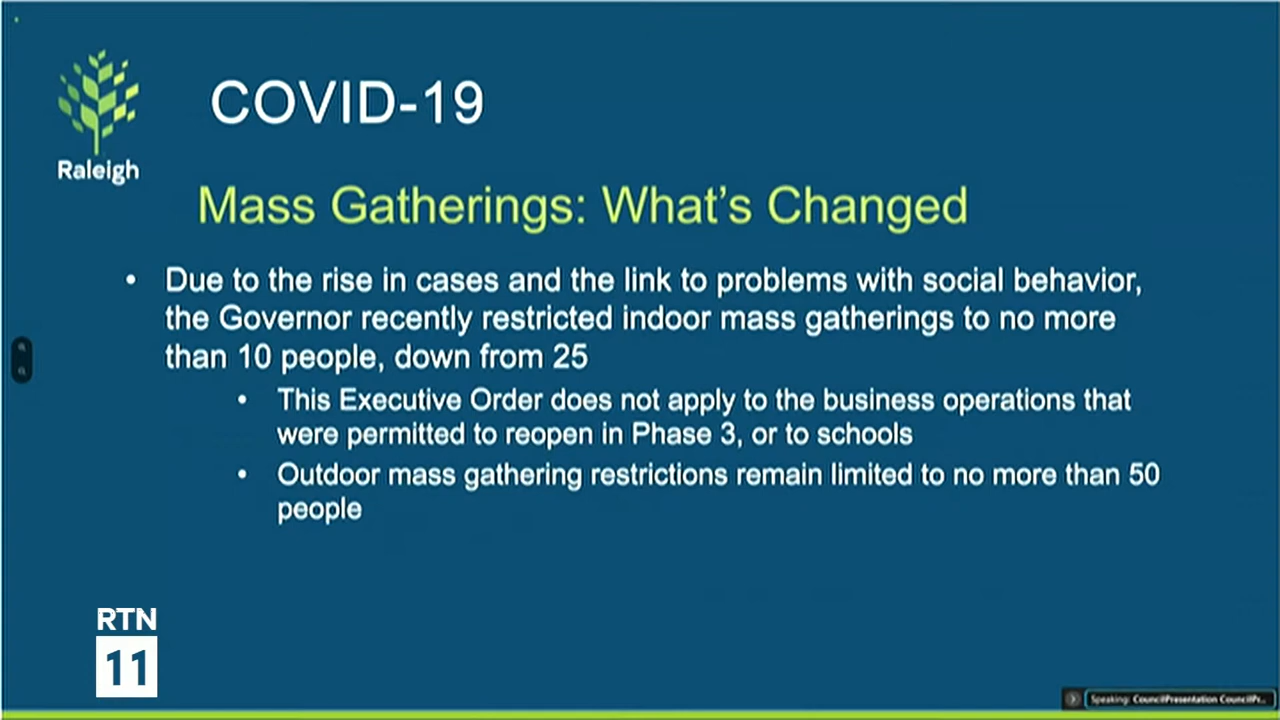 COVID-19
Raleigh
Mass Gatherings: What's Changed
• Due to the rise in cases and the link to problems with social behavior,
the Governor recently restricted indoor mass gatherings to no more
than 10 people, down from 25
• This Executive Order does not apply to the business operations that
were permitted to reopen in Phase 3, or to schools
• Outdoor mass gathering restrictions remain limited to no more than 50
people
RTN
11
Speaking: CouncilPresentation CouncilPr...